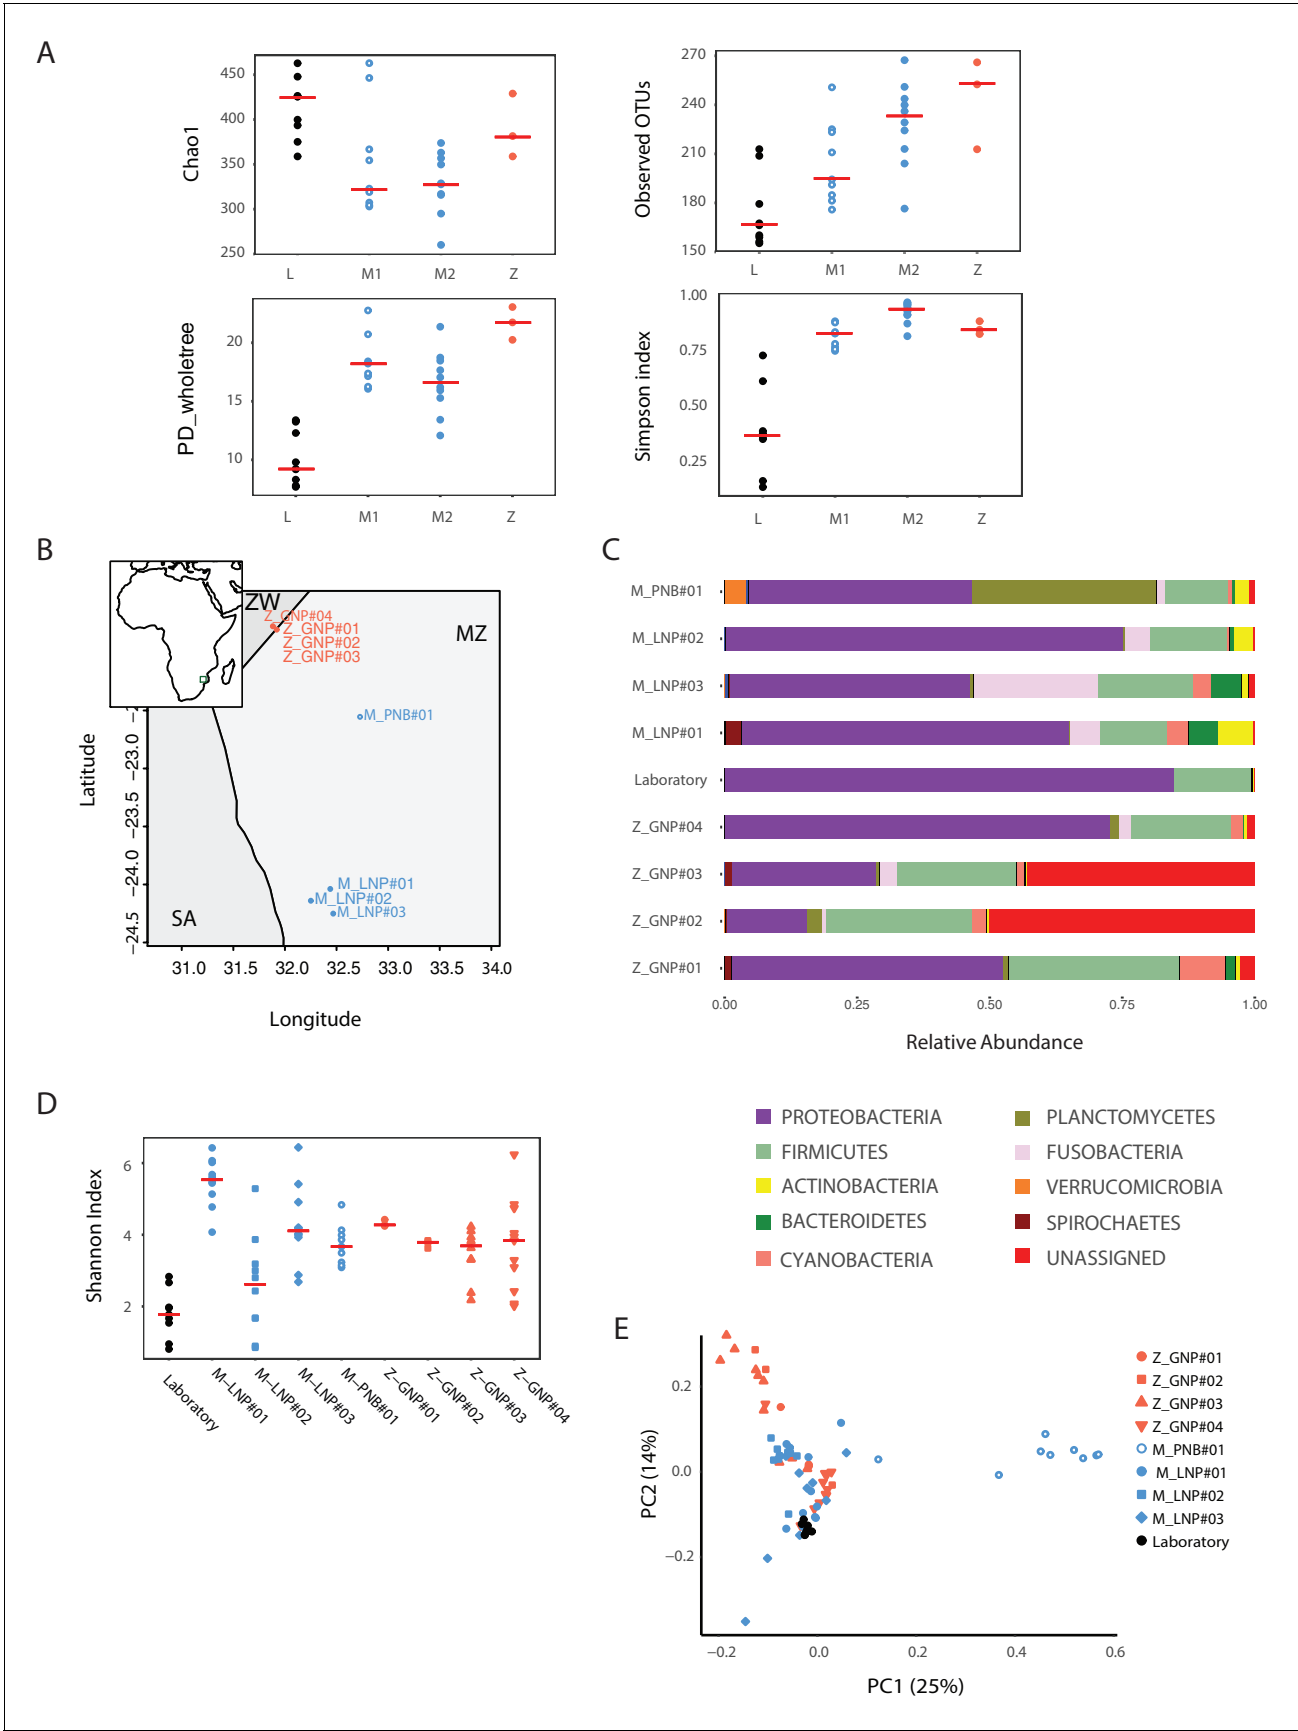 A
Chao1
450
400
350
300
250
L M1 M2 Z
Observed OTUs
270
240
210
180
150
L M1 M2 Z
PD_wholetree
20
15
10
L M1 M2 Z
Simpson index
1.00
0.75
0.50
0.25
L M1 M2 Z
B
ZW
Z_GNP#04
Z_GNP#01
Z_GNP#02
Z_GNP#03
MZ
M_PNB#01
M_LNP#01
M_LNP#02
M_LNP#03
SA
Latitude
−23.0
−23.5
−24.0
−24.5
31.0 31.5 32.0 32.5 33.0 33.5 34.0
Longitude
C
M_PNB#01
M_LNP#02
M_LNP#03
M_LNP#01
Laboratory
Z_GNP#04
Z_GNP#03
Z_GNP#02
Z_GNP#01
0.00 0.25 0.50 0.75 1.00
Relative Abundance
PROTEOBACTERIA
FIRMICUTES
ACTINOBACTERIA
BACTEROIDETES
CYANOBACTERIA
PLANCTOMYCETES
FUSOBACTERIA
VERRUCOMICROBIA
SPIROCHAETES
UNASSIGNED
D
Shannon Index
6
4
2
Laboratory
M−LNP#01
M−LNP#02
M−LNP#03
M−PNB#01
Z−GNP#01
Z−GNP#02
Z−GNP#03
Z−GNP#04
E
PC2 (14%)
0.2
0.0
−0.2
−0.2 0.0 0.2 0.4 0.6
PC1 (25%)
Z_GNP#01
Z_GNP#02
Z_GNP#03
Z_GNP#04
M_PNB#01
M_LNP#01
M_LNP#02
M_LNP#03
Laboratory